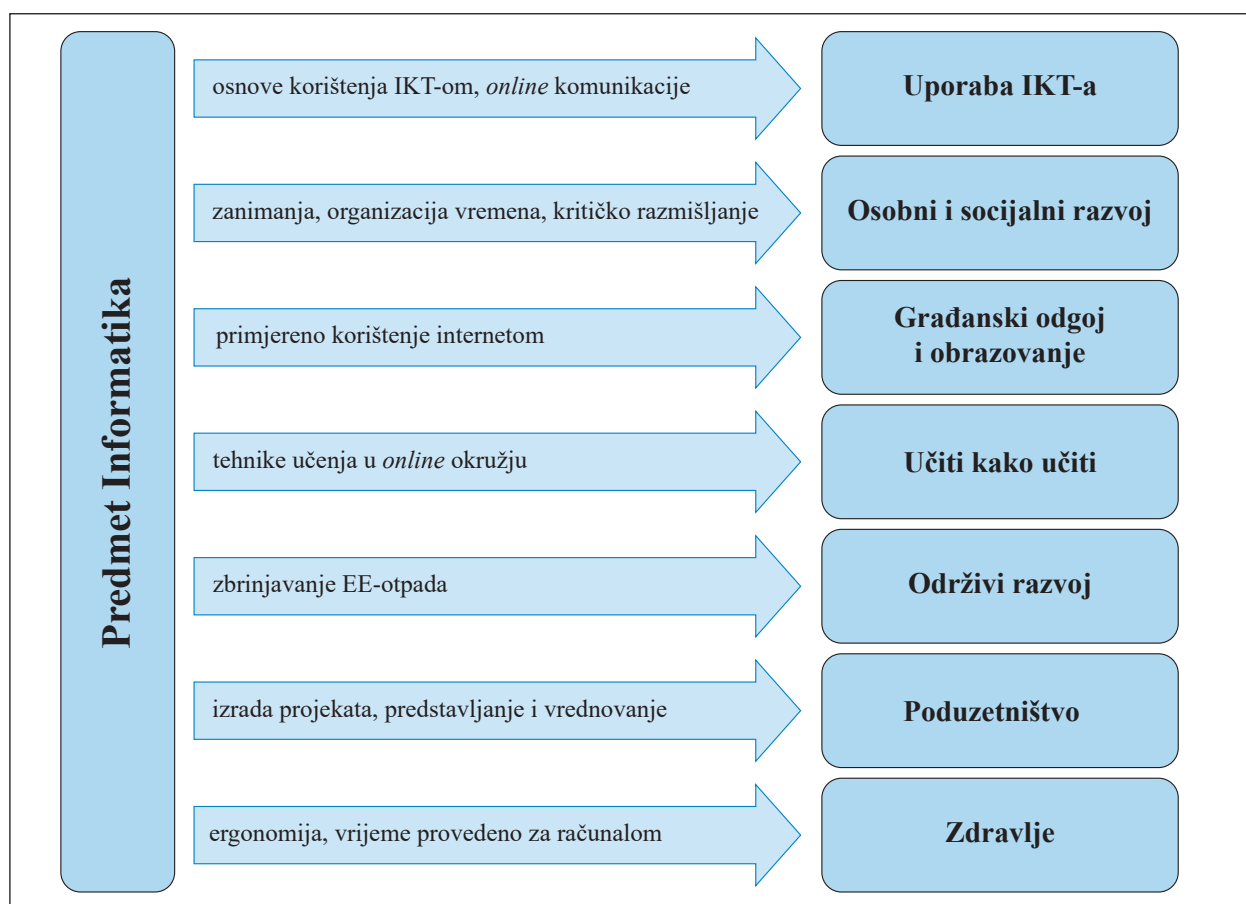 Predmet Informatika
osnove korištenja IKT-om, online komunikacije
Uporaba IKT-a
zanimanja, organizacija vremena, kritičko razmišljanje
Osobni i socijalni razvoj
primjereno korištenje internetom
Građanski odgoj
i obrazovanje
tehnike učenja u online okružju
Učiti kako učiti
zbrinjavanje EE-otpada
Održivi razvoj
izrada projekata, predstavljanje i vrednovanje
Poduzetništvo
ergonomija, vrijeme provedeno za računalom
Zdravlje